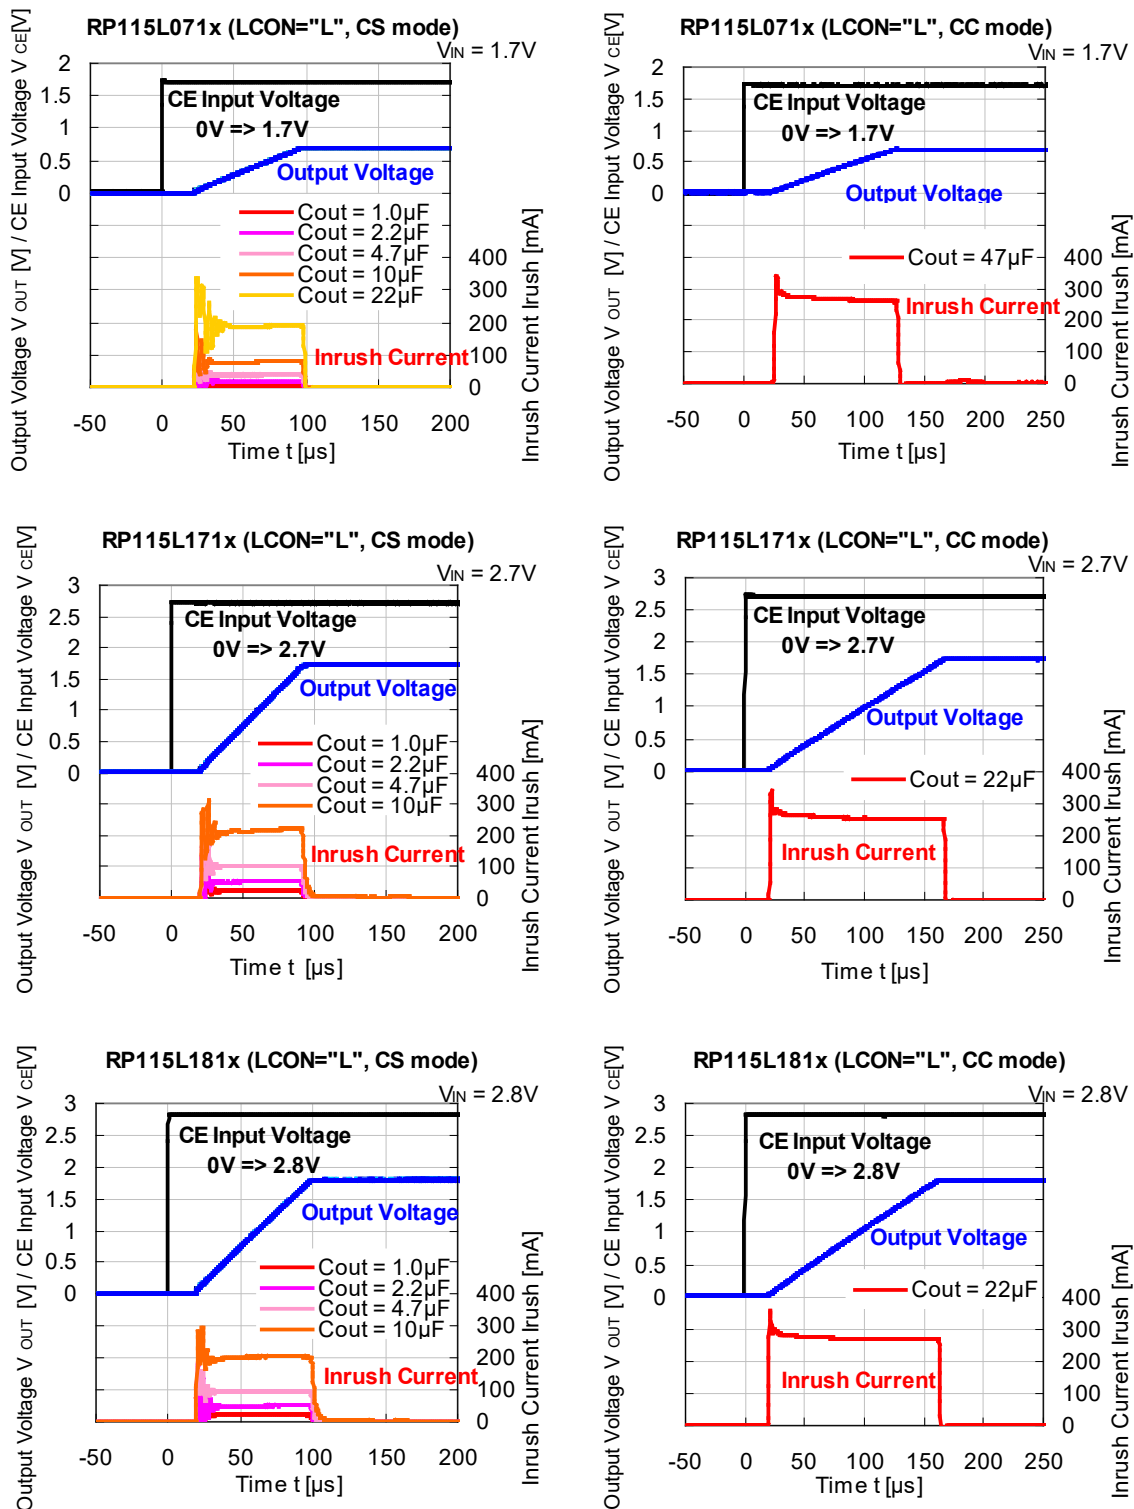 RP115L071x (LCON="L", CS mode)
VIN = 1.7V
Output Voltage V OUT [V] / CE Input Voltage V CE[V]
2
1.5
1
0.5
0
CE Input Voltage
0V => 1.7V
Output Voltage
Cout = 1.0µF
Cout = 2.2µF
Cout = 4.7µF
Cout = 10µF
Cout = 22µF
Inrush Current
400
300
200
100
0
Inrush Current Irush [mA]
-50 0 50 100 150 200
Time t [µs]
RP115L071x (LCON="L", CC mode)
VIN = 1.7V
Output Voltage V OUT [V] / CE Input Voltage V CE[V]
2
1.5
1
0.5
0
CE Input Voltage
0V => 1.7V
Output Voltage
Cout = 47µF
Inrush Current
400
300
200
100
0
Inrush Current Irush [mA]
-50 0 50 100 150 200 250
Time t [µs]
RP115L171x (LCON="L", CS mode)
VIN = 2.7V
Output Voltage V OUT [V] / CE Input Voltage V CE[V]
3
2.5
2
1.5
1
0.5
0
CE Input Voltage
0V => 2.7V
Output Voltage
Cout = 1.0µF
Cout = 2.2µF
Cout = 4.7µF
Cout = 10µF
Inrush Current
400
300
200
100
0
Inrush Current Irush [mA]
-50 0 50 100 150 200
Time t [µs]
RP115L171x (LCON="L", CC mode)
VIN = 2.7V
Output Voltage V OUT [V] / CE Input Voltage V CE[V]
3
2.5
2
1.5
1
0.5
0
CE Input Voltage
0V => 2.7V
Output Voltage
Cout = 22µF
Inrush Current
400
300
200
100
0
Inrush Current Irush [mA]
-50 0 50 100 150 200 250
Time t [µs]
RP115L181x (LCON="L", CS mode)
VIN = 2.8V
Output Voltage V OUT [V] / CE Input Voltage V CE[V]
3
2.5
2
1.5
1
0.5
0
CE Input Voltage
0V => 2.8V
Output Voltage
Cout = 1.0µF
Cout = 2.2µF
Cout = 4.7µF
Cout = 10µF
Inrush Current
400
300
200
100
0
Inrush Current Irush [mA]
-50 0 50 100 150 200
Time t [µs]
RP115L181x (LCON="L", CC mode)
VIN = 2.8V
Output Voltage V OUT [V] / CE Input Voltage V CE[V]
3
2.5
2
1.5
1
0.5
0
CE Input Voltage
0V => 2.8V
Output Voltage
Cout = 22µF
Inrush Current
400
300
200
100
0
Inrush Current Irush [mA]
-50 0 50 100 150 200 250
Time t [µs]